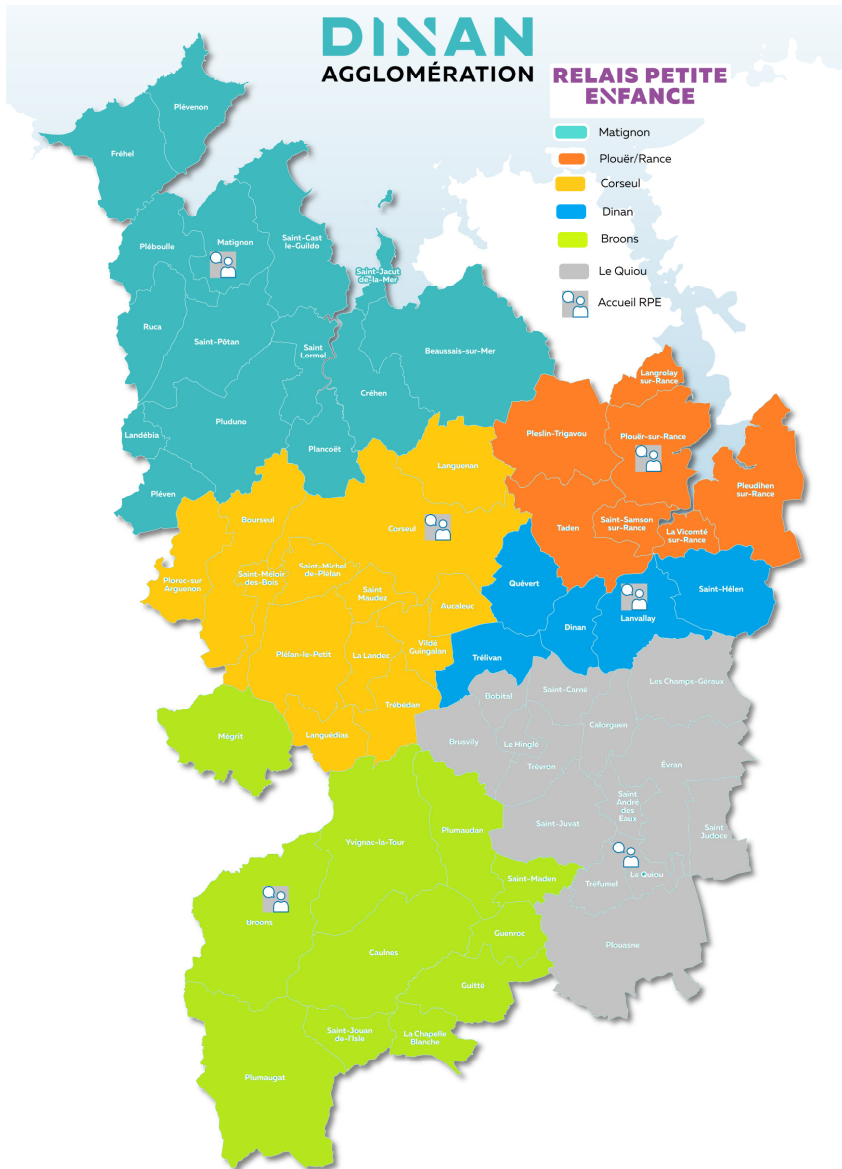 DINAN
AGGLOMÉRATION
RELAIS PETITE
ENFANCE
Matignon
Plouër/Rance
Corseul
Dinan
Broons
Le Quiou
Accueil RPE
Plévenon
Fréhel
Pléboulle
Matignon
Saint-Cast
le-Guildo
Saint-Jacut
de-la-Mer
Ruca
Saint-Pôtan
Saint
Lormel
Beaussais-sur-Mer
Créhen
Landébia
Pluduno
Plancoët
Pléven
Langrolay
sur-Rance
Pleslin-Trigavou
Plouër-sur-Rance
Pleudihen
sur-Rance
Taden
Saint-Samson
sur-Rance
La Vicomté
sur-Rance
Languenan
Bourseul
Corseul
Plorec-sur
Arguenon
Saint-Méloir
des-Bois
Saint-Michel
de-Plélan
Saint
Maudez
Aucaleuc
Plélan-le-Petit
La Landec
Vildé
Guingalan
Trébédan
Languédias
Quévert
Saint-Hélen
Lanvallay
Dinan
Trélivan
Les Champs-Géraux
Saint-Carné
Bobital
Calorguen
Brusvily
Le Hinglé
Trévron
Évran
Saint
André
des
Eaux
Saint-Juvat
Saint
Judoce
Tréfumel
Le Quiou
Plouasne
Mégrit
Yvignac-la-Tour
Plumaudan
Saint-Maden
Broons
Guenroc
Caulnes
Guitté
Saint-Jouan
de-l'Isle
La Chapelle
Blanche
Plumaugat